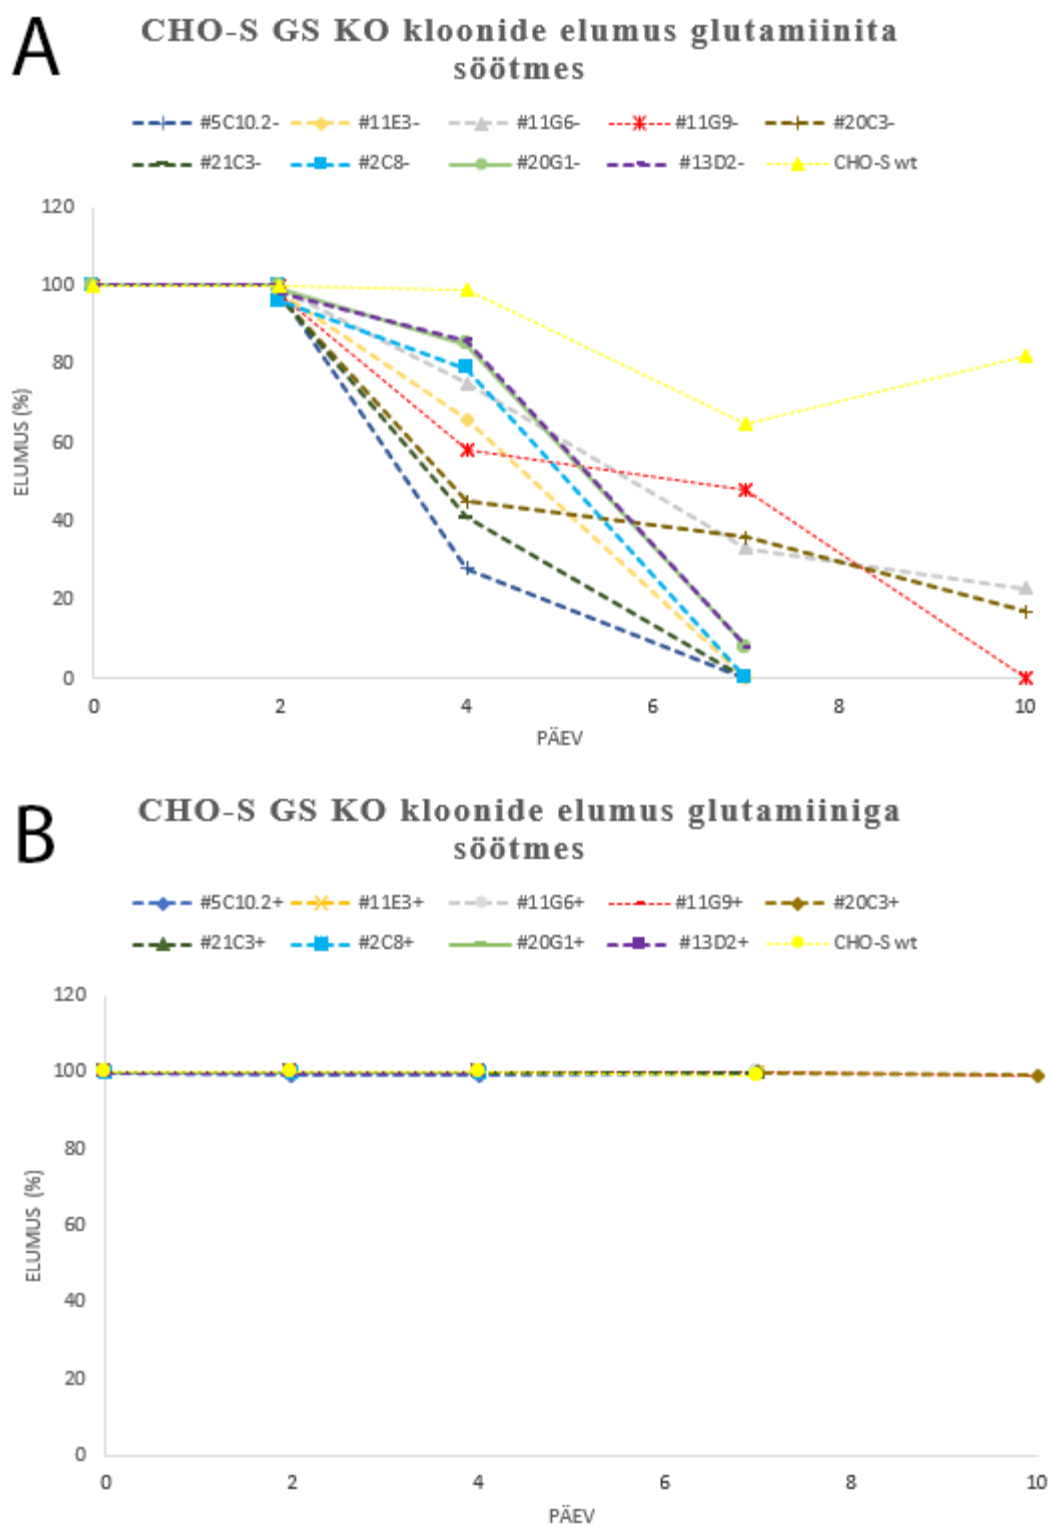 A
CHO-S GS KO kloonide elumus glutamiinita
söötmes
#5C10.2- #11E3- #11G6- #11G9- #20C3-
#21C3- #2C8- #20G1- #13D2- CHO-S wt
120
100
80
60
40
20
0
ELUMUS (%)
0 2 4 6 8 10
PÄEV
B
CHO-S GS KO kloonide elumus glutamiiniga
söötmes
#5C10.2+ #11E3+ #11G6+ #11G9+ #20C3+
#21C3+ #2C8+ #20G1+ #13D2+ CHO-S wt
120
100
80
60
40
20
0
ELUMUS (%)
0 2 4 6 8 10
PÄEV